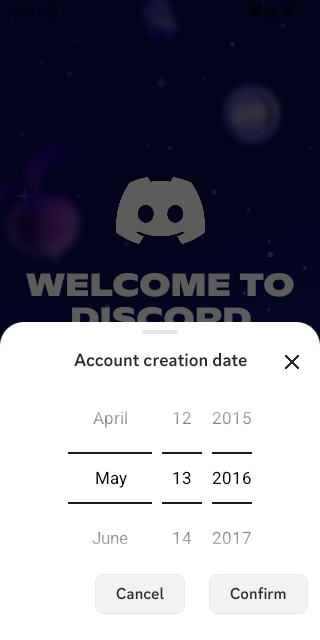 WELCOME TO
DISCORD
Account creation date
April 12 2015
May 13 2016
June 14 2017
Cancel Confirm